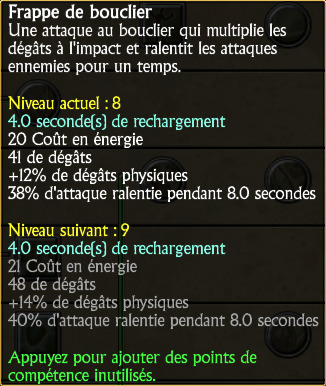 Frappe de bouclier
Une attaque au bouclier qui multiplie les
dégâts à l'impact et ralentit les attaques
ennemies pour un temps.
Niveau actuel : 8
4.0 seconde(s) de rechargement
20 Coût en énergie
41 de dégâts
+12% de dégâts physiques
38% d'attaque ralentie pendant 8.0 secondes
Niveau suivant : 9
4.0 seconde(s) de rechargement
21 Coût en énergie
48 de dégâts
+14% de dégâts physiques
40% d'attaque ralentie pendant 8.0 secondes
Appuyez pour ajouter des points de
compétence inutilisés.